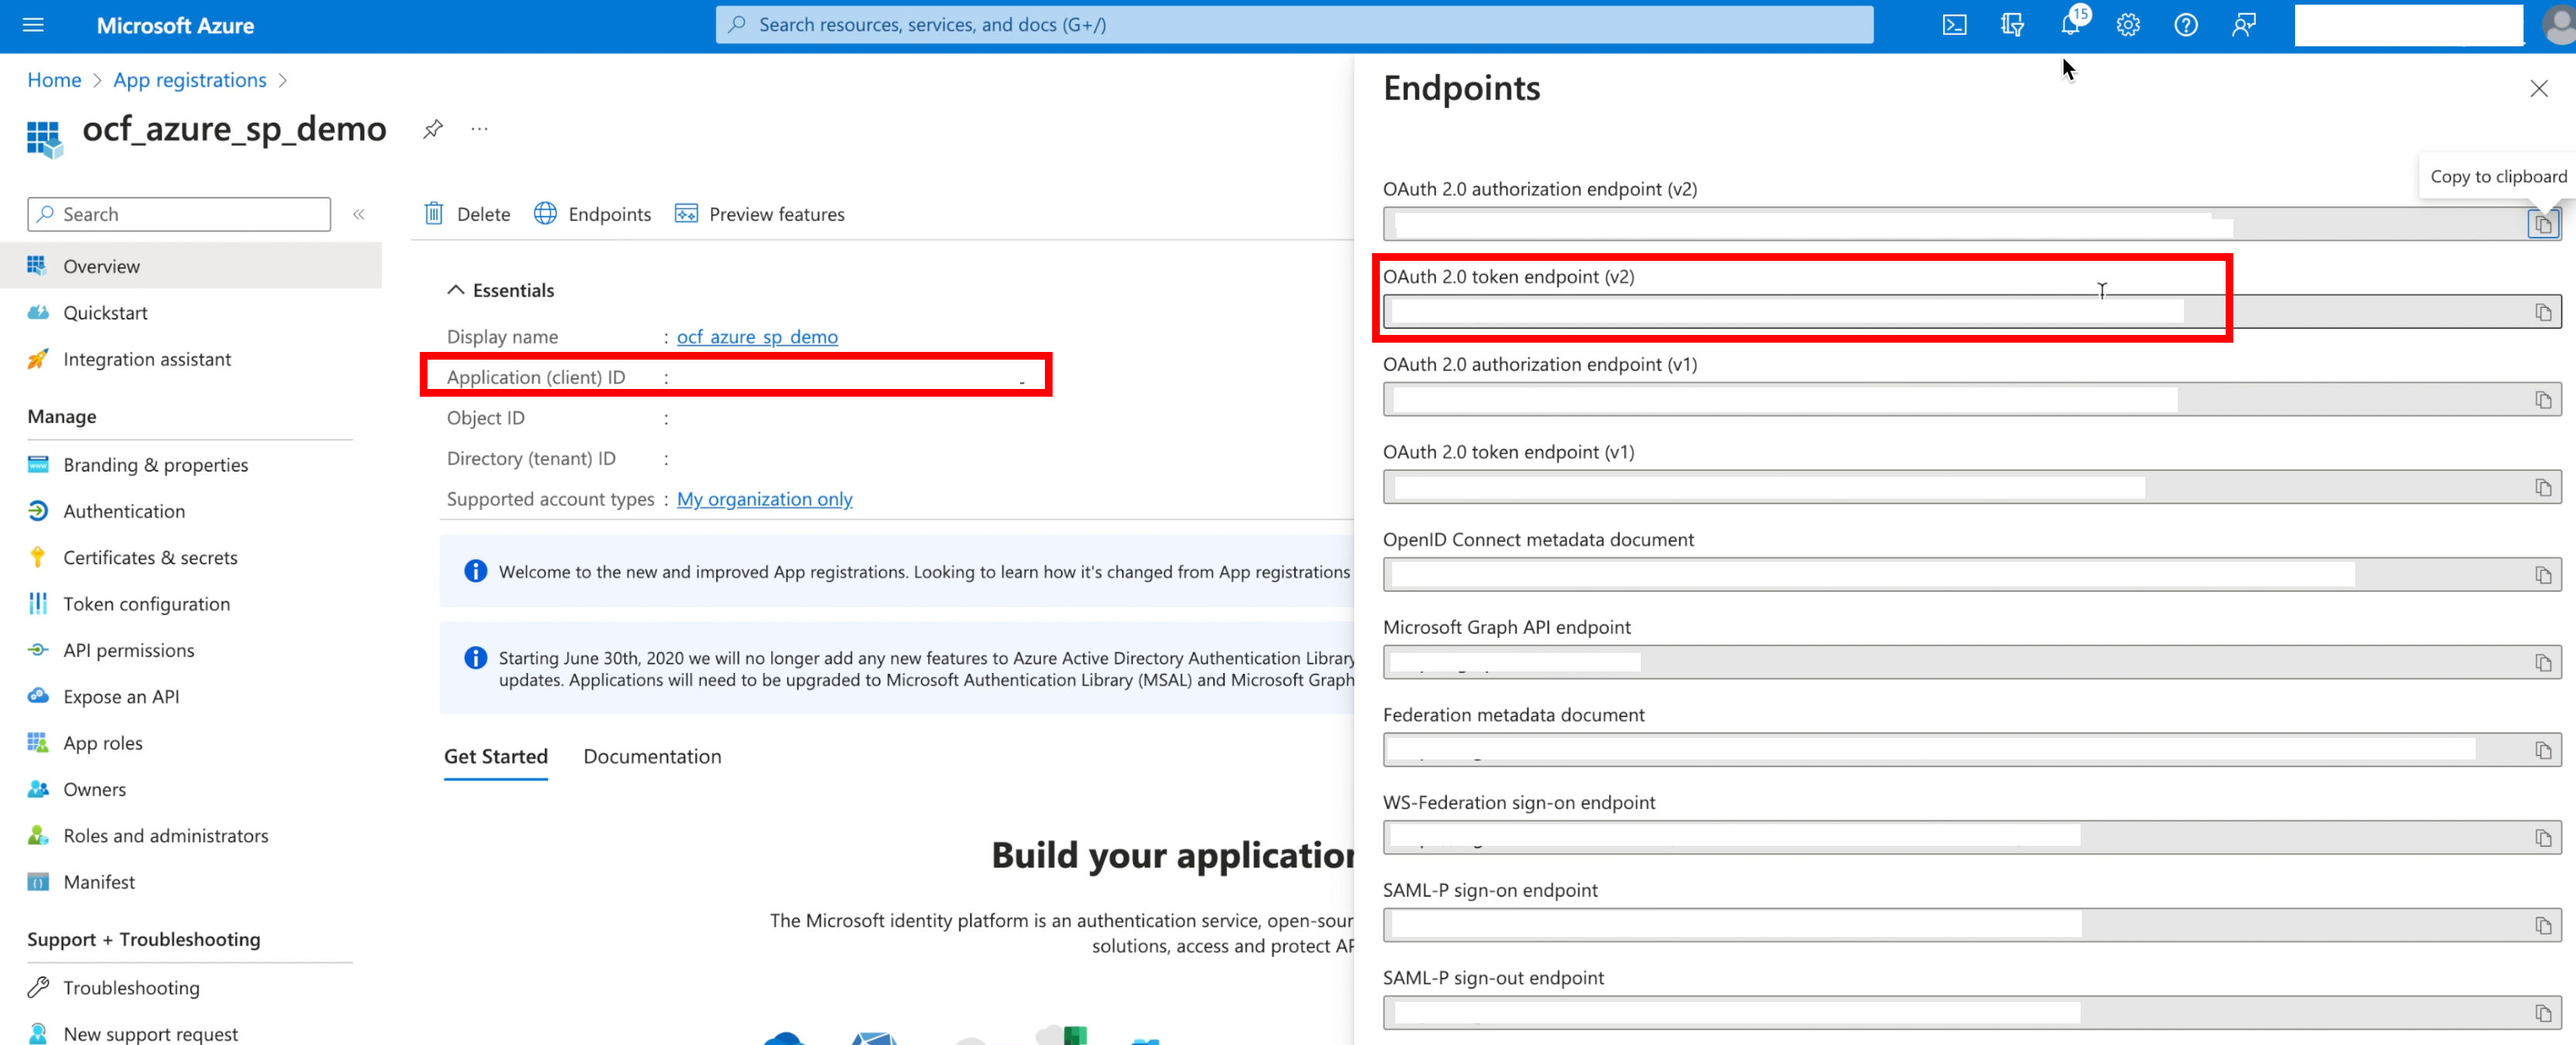 Microsoft Azure
Search resources, services, and docs (G+/)
15
Home > App registrations >
ocf_azure_sp_demo
Search
Overview
Quickstart
Integration assistant
Manage
Branding & properties
Authentication
Certificates & secrets
Token configuration
API permissions
Expose an API
App roles
Owners
Roles and administrators
Manifest
Support + Troubleshooting
Troubleshooting
New support request
Delete
Endpoints
Preview features
Essentials
Display name : ocf_azure_sp_demo
Application (client) ID :
Object ID :
Directory (tenant) ID :
Supported account types : My organization only
Welcome to the new and improved App registrations. Looking to learn how it's changed from App registrations
Starting June 30th, 2020 we will no longer add any new features to Azure Active Directory Authentication Library
updates. Applications will need to be upgraded to Microsoft Authentication Library (MSAL) and Microsoft Graph
Get Started
Documentation
Build your application
The Microsoft identity platform is an authentication service, open-sour
solutions, access and protect AP
Endpoints
Copy to clipboard
OAuth 2.0 authorization endpoint (v2)
OAuth 2.0 token endpoint (v2)
OAuth 2.0 authorization endpoint (v1)
OAuth 2.0 token endpoint (v1)
OpenID Connect metadata document
Microsoft Graph API endpoint
Federation metadata document
WS-Federation sign-on endpoint
SAML-P sign-on endpoint
SAML-P sign-out endpoint